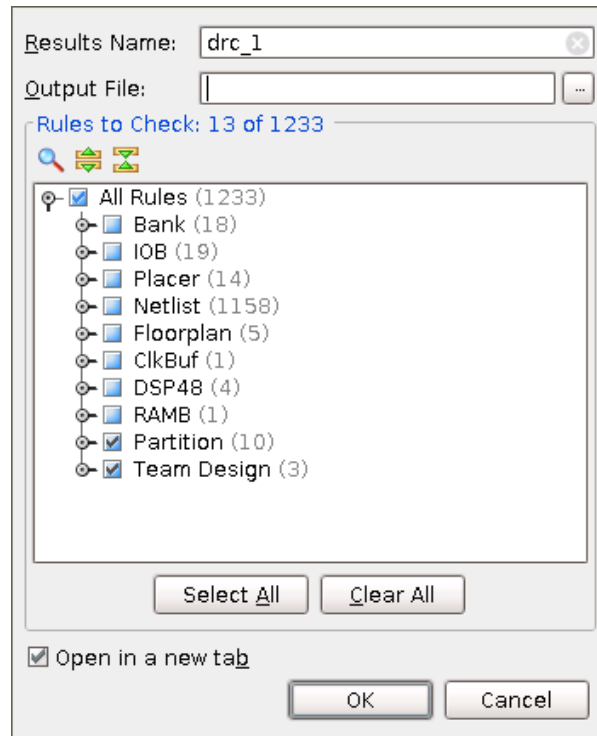 Results Name: drc_1
Output File: ...
Rules to Check: 13 of 1233
All Rules (1233)
Bank (18)
IOB (19)
Placer (14)
Netlist (1158)
Floorplan (5)
ClkBuf (1)
DSP48 (4)
RAMB (1)
Partition (10)
Team Design (3)
Select All Clear All
Open in a new tab
OK Cancel